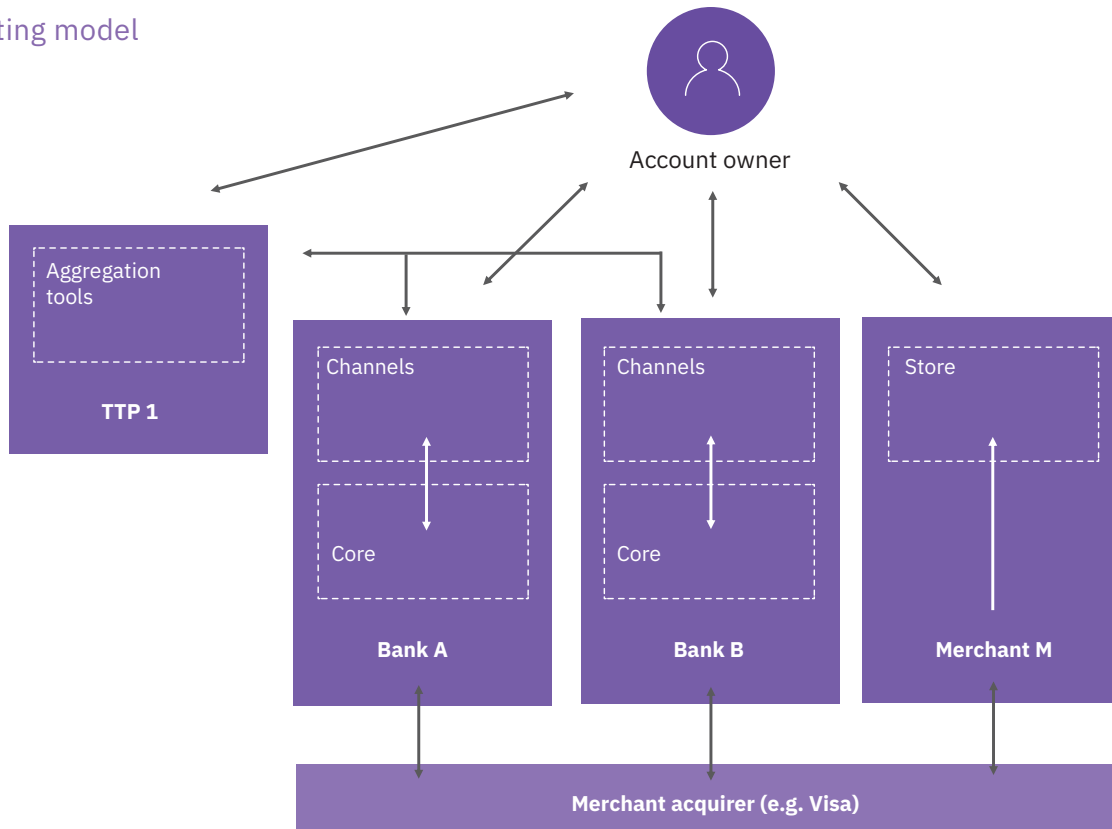 ting model
Account owner
Aggregation
tools
TTP 1
Channels
Core
Bank A
Channels
Core
Bank B
Store
Merchant M
Merchant acquirer (e.g. Visa)